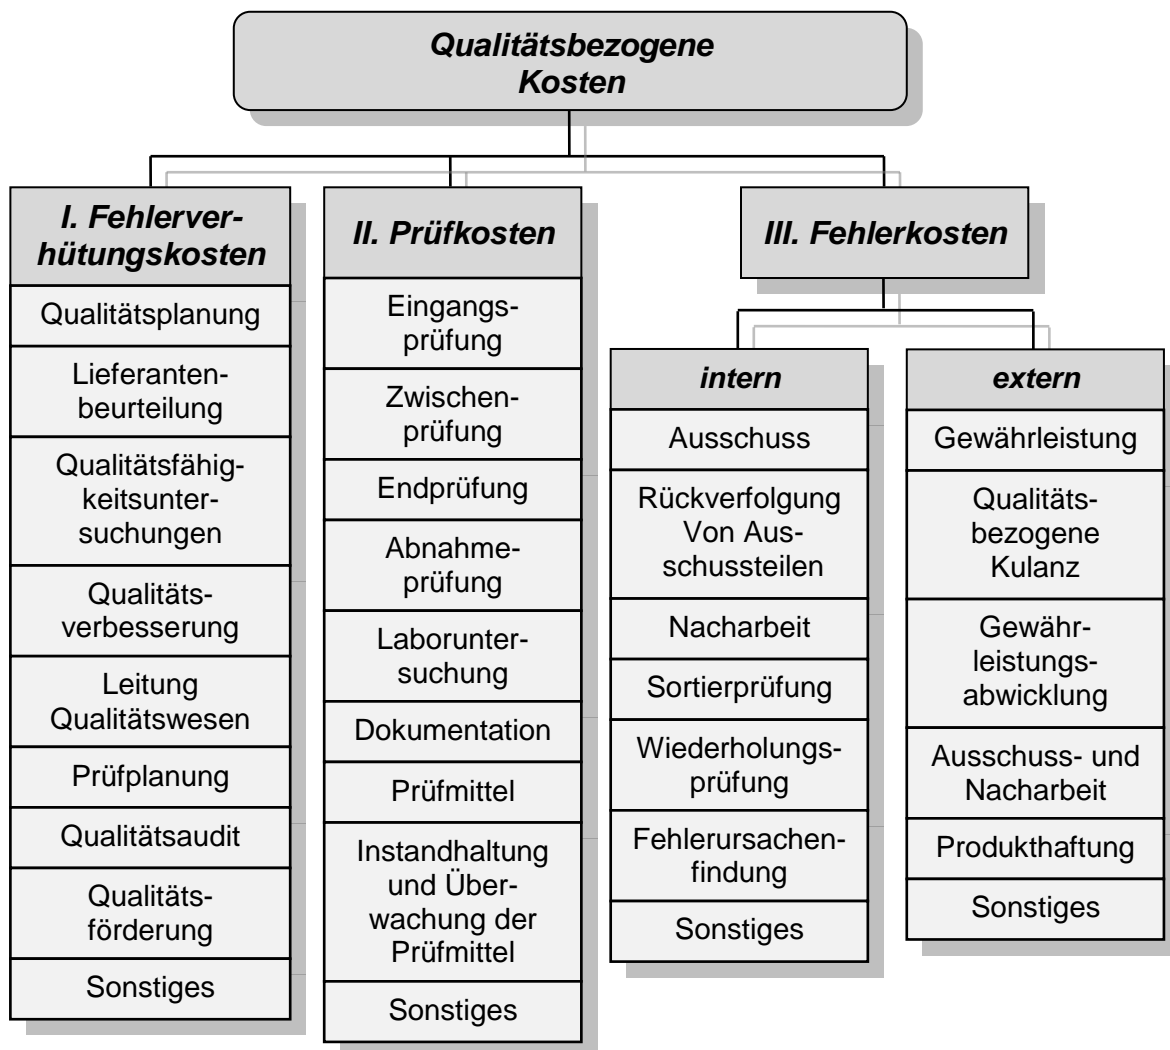 Qualitätsbezogene
Kosten
I. Fehlerver-
hütungskosten
Qualitätsplanung
Lieferanten-
beurteilung
Qualitätsfähig-
keitsunter-
suchungen
Qualitäts-
verbesserung
Leitung
Qualitätswesen
Prüfplanung
Qualitätsaudit
Qualitäts-
förderung
Sonstiges
II. Prüfkosten
Eingangs-
prüfung
Zwischen-
prüfung
Endprüfung
Abnahme-
prüfung
Laborunter-
suchung
Dokumentation
Prüfmittel
Instandhaltung
und Über-
wachung der
Prüfmittel
Sonstiges
III. Fehlerkosten
intern
Ausschuss
Rückverfolgung
Von Aus-
schussteilen
Nacharbeit
Sortierprüfung
Wiederholungs-
prüfung
Fehlerursachen-
findung
Sonstiges
extern
Gewährleistung
Qualitäts-
bezogene
Kulanz
Gewähr-
leistungs-
abwicklung
Ausschuss- und
Nacharbeit
Produkthaftung
Sonstiges